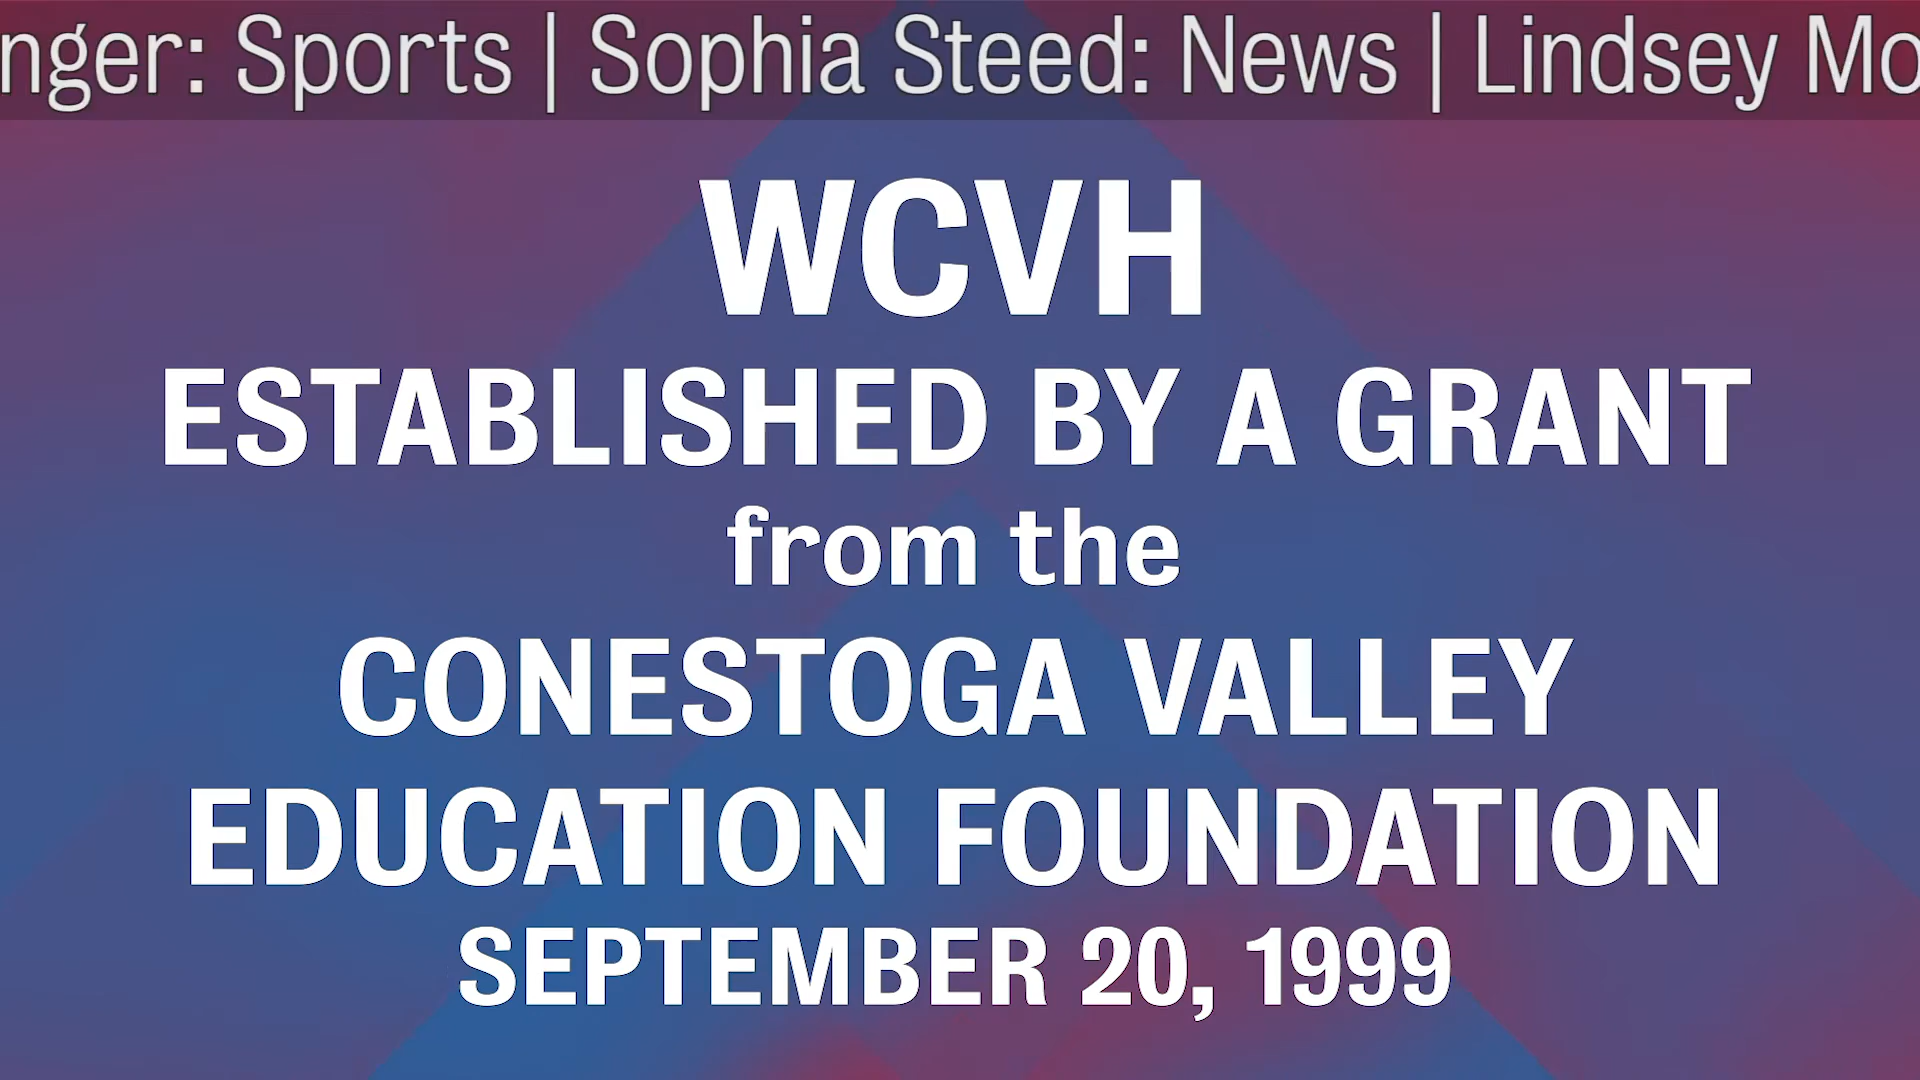 nger: Sports | Sophia Steed: News | Lindsey Mo
WCVH
ESTABLISHED BY A GRANT
from the
CONESTOGA VALLEY
EDUCATION FOUNDATION
SEPTEMBER 20, 1999